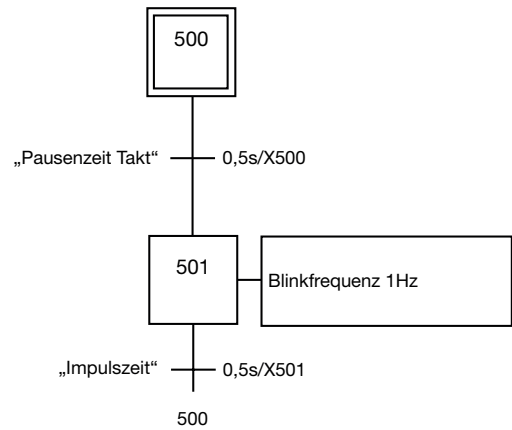 500
„Pausenzeit Takt“ 0,5s/X500
501
Blinkfrequenz 1Hz
„Impulszeit“ 0,5s/X501
500